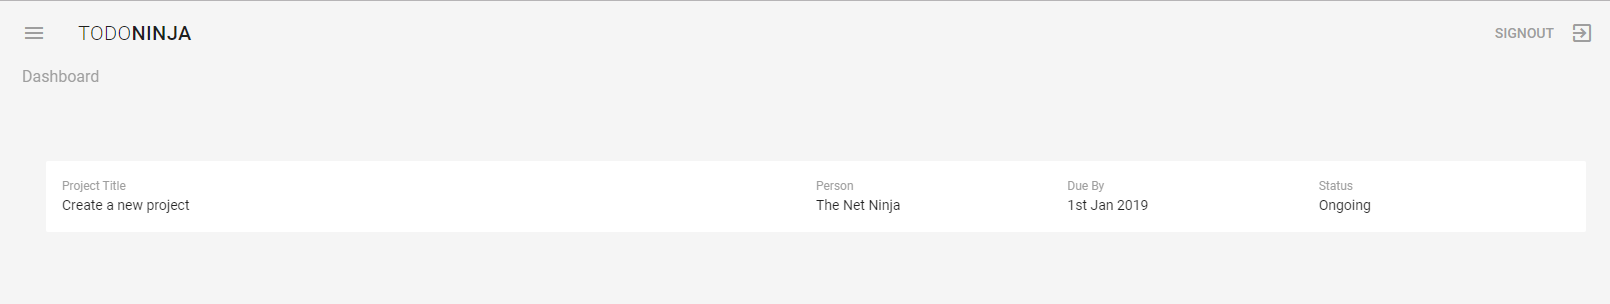 TODONINJA SIGNOUT
Dashboard
Project Title Person Due By Status
Create a new project The Net Ninja 1st Jan 2019 Ongoing